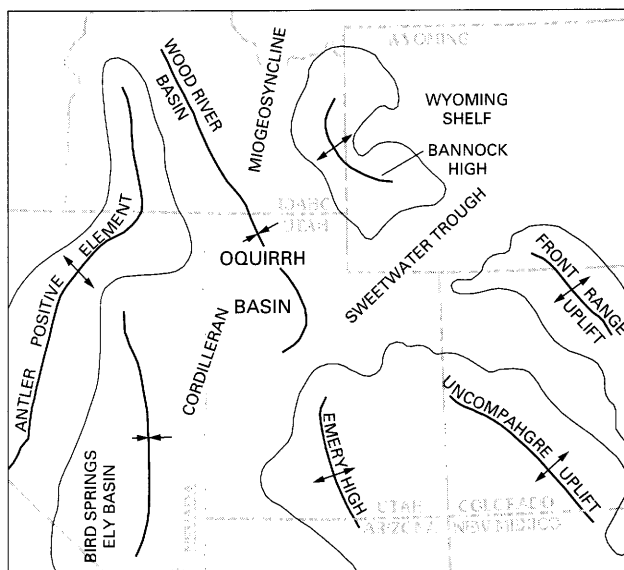 WYOMING
WOOD RIVER
BASIN
MIOGEOSYNCLINE
WYOMING
SHELF
BANNOCK
HIGH
IDAHO
UTAH
ANTLER POSITIVE ELEMENT
OQUIRRH
BASIN
SWEETWATER TROUGH
FRONT RANGE
UPLIFT
CORDILLERAN
BIRD SPRINGS
ELY BASIN
EMERY HIGH
UNCOMPAHGRE
UPLIFT
NEVADA
UTAH
COLORADO
ARIZONA
NEW MEXICO